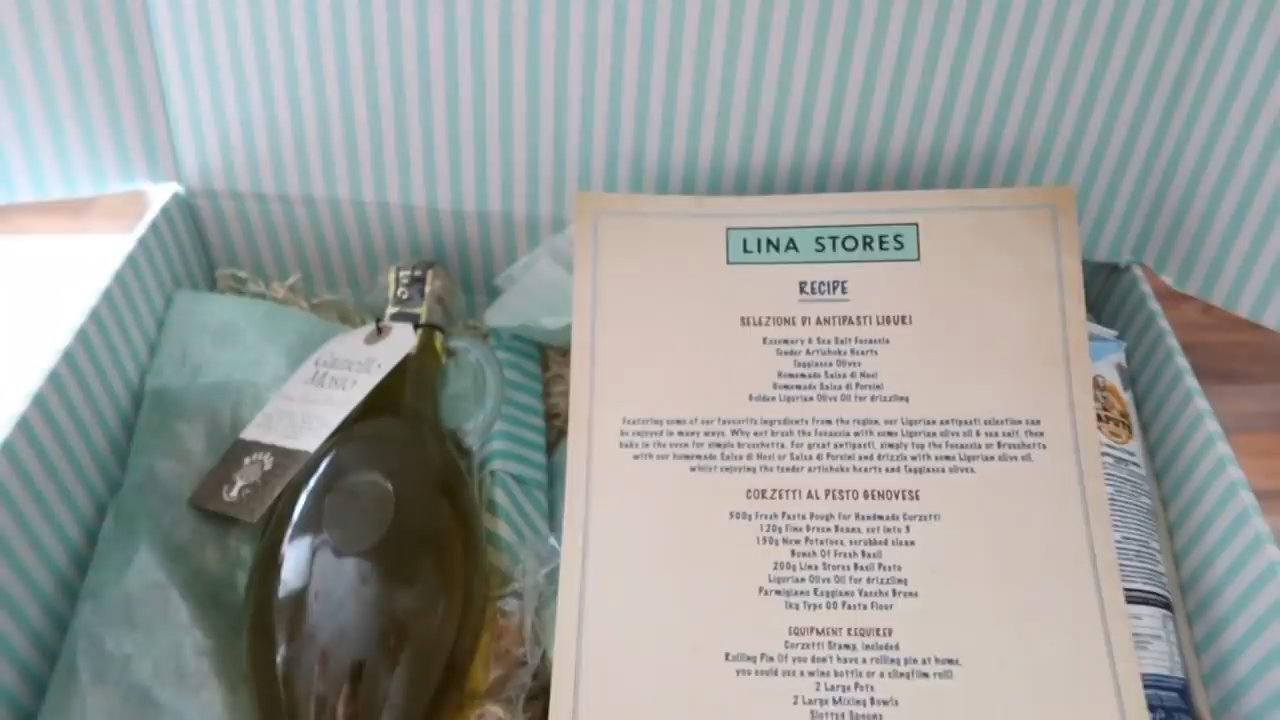 LINA STORES
RECIPE
SELEZIONE DI ANTIPASTI LIGURI
Rosemary & Sea Salt Focaccia
Tender Artichoke Hearts
Taggiasca Olives
Homemade Salsa di Noci
Homemade Salsa di Porcini
Golden Ligurian Olive Oil for drizzling
Featuring some of our favourite ingredients from the region, our Ligurian antipasti selection can
be enjoyed in many ways. Why not brush the Focaccia with some Ligurian olive oil & sea salt, then
bake in the oven for simple bruschetta. For great antipasti, simply top the Focaccia or Bruschetta
with our homemade Salsa di Noci or Salsa di Porcini and drizzle with some Ligurian olive oil,
whilst enjoying the tender artichoke hearts and Taggiasca olives.
CORZETTI AL PESTO GENOVESE
500g Fresh Pasta Dough for Handmade Corzetti
120g Fine Green Beans, cut into 3
150g New Potatoes, scrubbed clean
Bunch Of Fresh Basil
200g Lina Stores Basil Pesto
Ligurian Olive Oil for drizzling
Parmigiano Reggiano Vacche Brune
1kg Type 00 Pasta Flour
EQUIPMENT REQUIRED
Corzetti Stamp, included
Rolling Pin (if you don't have a rolling pin at home,
you could use a wine bottle or a clingfilm roll)
2 Large Pots
2 Large Mixing Bowls
Slotted Spoons